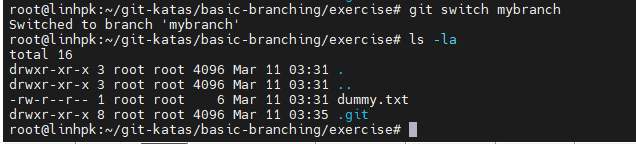 root@linhpk:~/git-katas/basic-branching/exercise# git switch mybranch
Switched to branch 'mybranch'
root@linhpk:~/git-katas/basic-branching/exercise# ls -la
total 16
drwxr-xr-x 3 root root 4096 Mar 11 03:31 .
drwxr-xr-x 3 root root 4096 Mar 11 03:31 ..
-rw-r--r-- 1 root root    6 Mar 11 03:31 dummy.txt
drwxr-xr-x 8 root root 4096 Mar 11 03:35 .git
root@linhpk:~/git-katas/basic-branching/exercise#